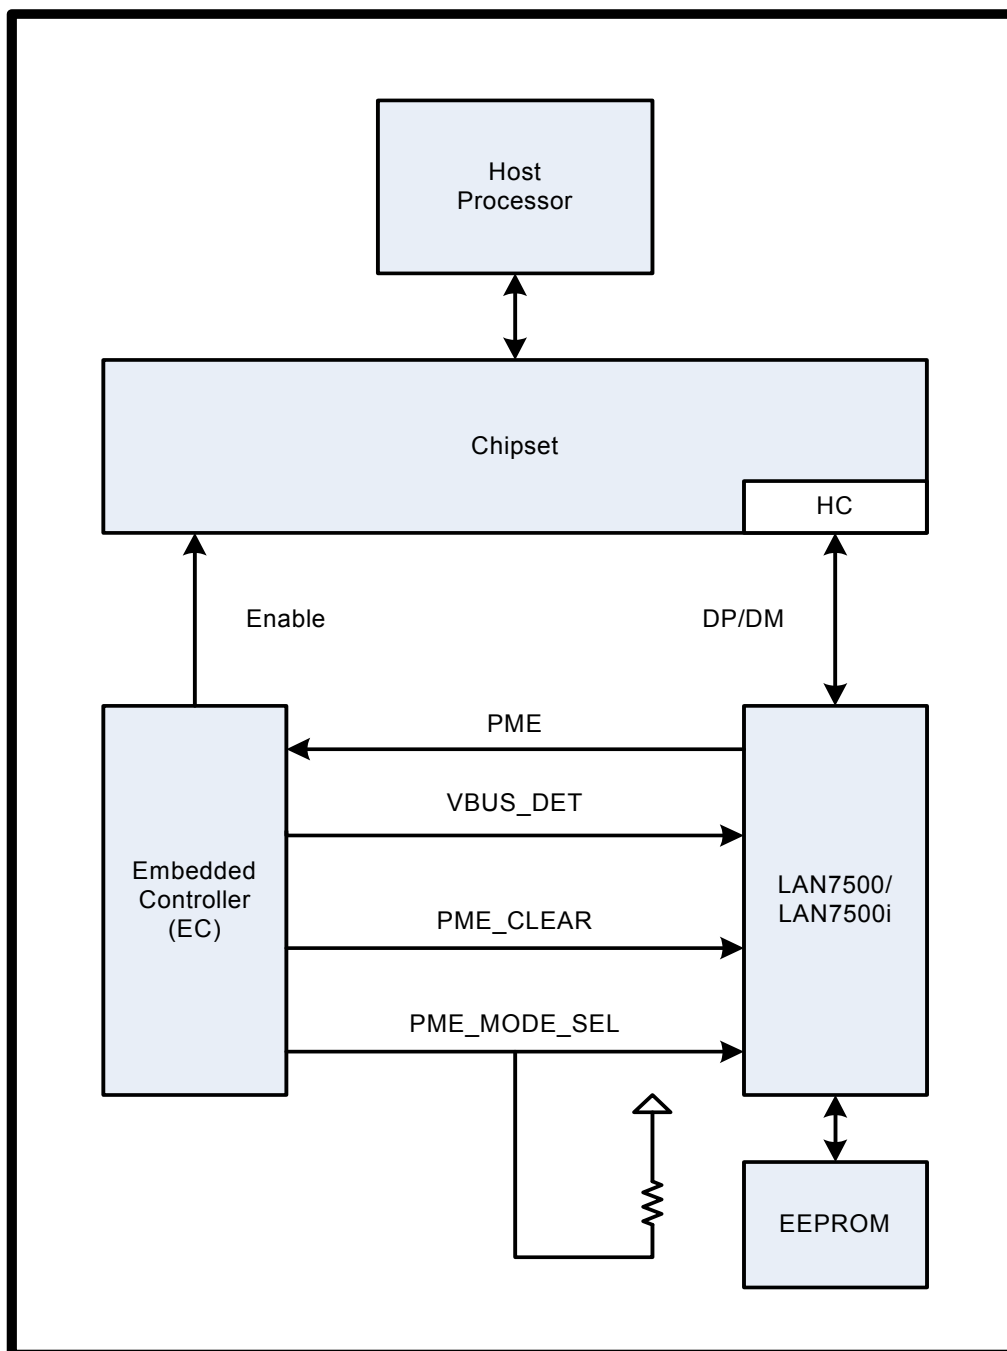 Host
Processor
Chipset
HC
Enable
DP/DM
PME
VBUS_DET
Embedded
Controller
(EC)
LAN7500/
LAN7500i
PME_CLEAR
PME_MODE_SEL
EEPROM